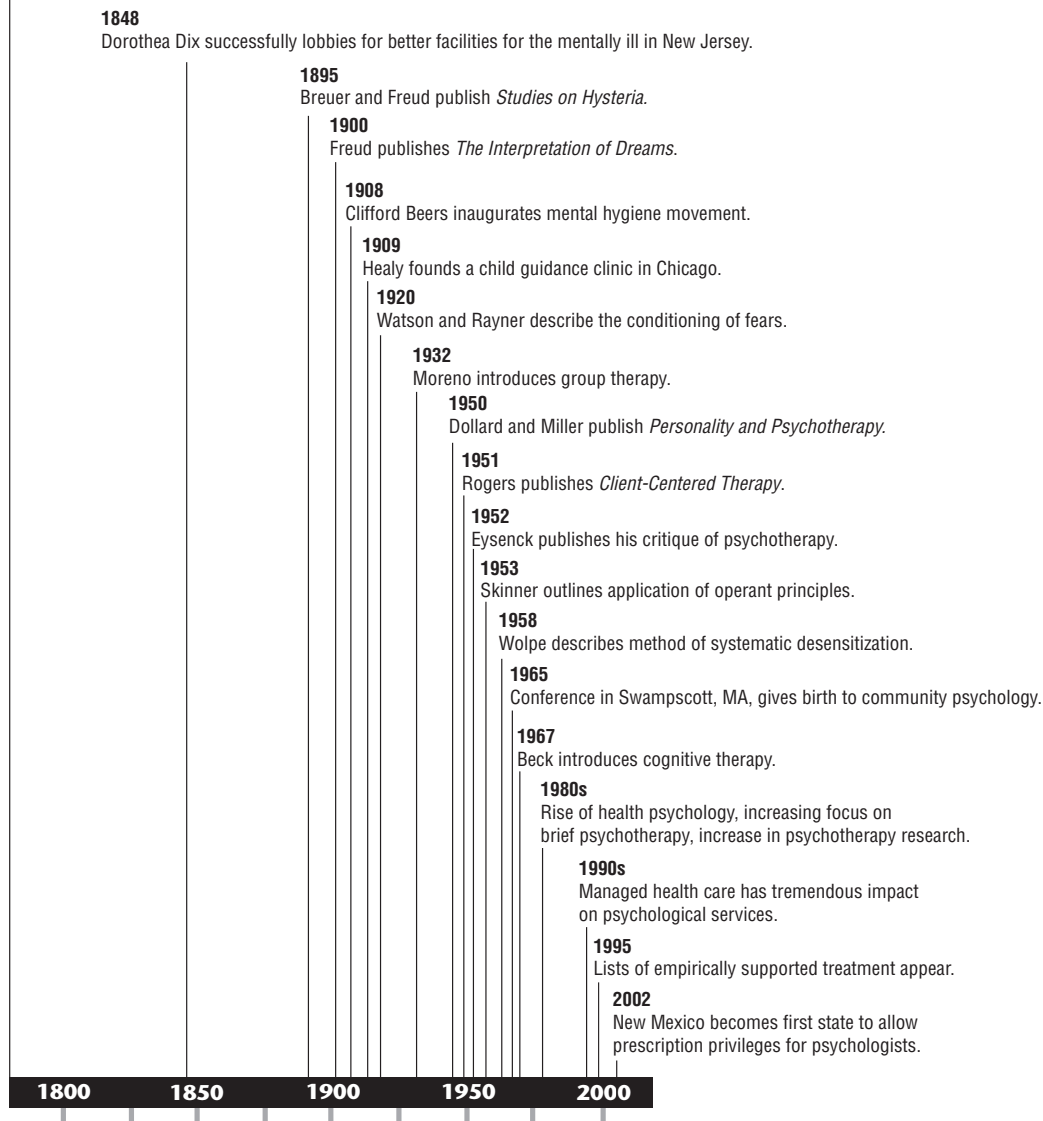 1848
Dorothea Dix successfully lobbies for better facilities for the mentally ill in New Jersey.
1895
Breuer and Freud publish Studies on Hysteria.
1900
Freud publishes The Interpretation of Dreams.
1908
Clifford Beers inaugurates mental hygiene movement.
1909
Healy founds a child guidance clinic in Chicago.
1920
Watson and Rayner describe the conditioning of fears.
1932
Moreno introduces group therapy.
1950
Dollard and Miller publish Personality and Psychotherapy.
1951
Rogers publishes Client-Centered Therapy.
1952
Eysenck publishes his critique of psychotherapy.
1953
Skinner outlines application of operant principles.
1958
Wolpe describes method of systematic desensitization.
1965
Conference in Swampscott, MA, gives birth to community psychology.
1967
Beck introduces cognitive therapy.
1980s
Rise of health psychology, increasing focus on
brief psychotherapy, increase in psychotherapy research.
1990s
Managed health care has tremendous impact
on psychological services.
1995
Lists of empirically supported treatment appear.
2002
New Mexico becomes first state to allow
prescription privileges for psychologists.
1800 1850 1900 1950 2000